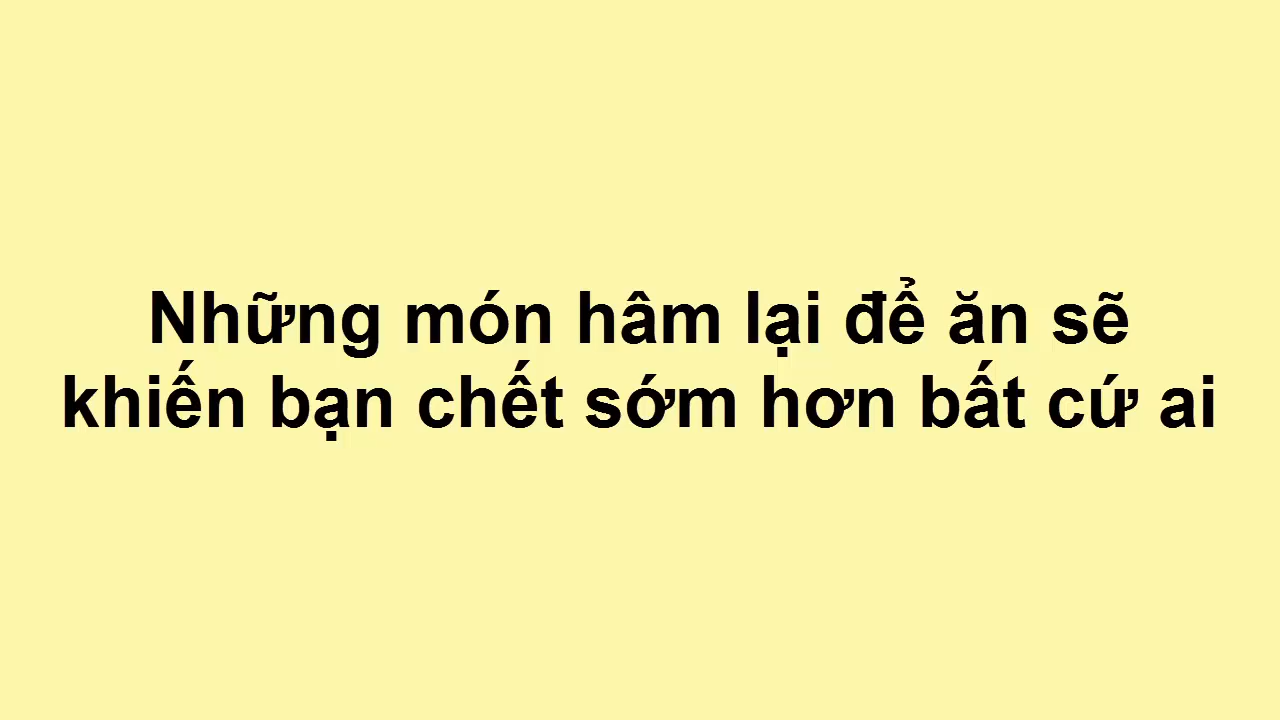 Những món hâm lại để ăn sẽ
khiến bạn chết sớm hơn bất cứ ai